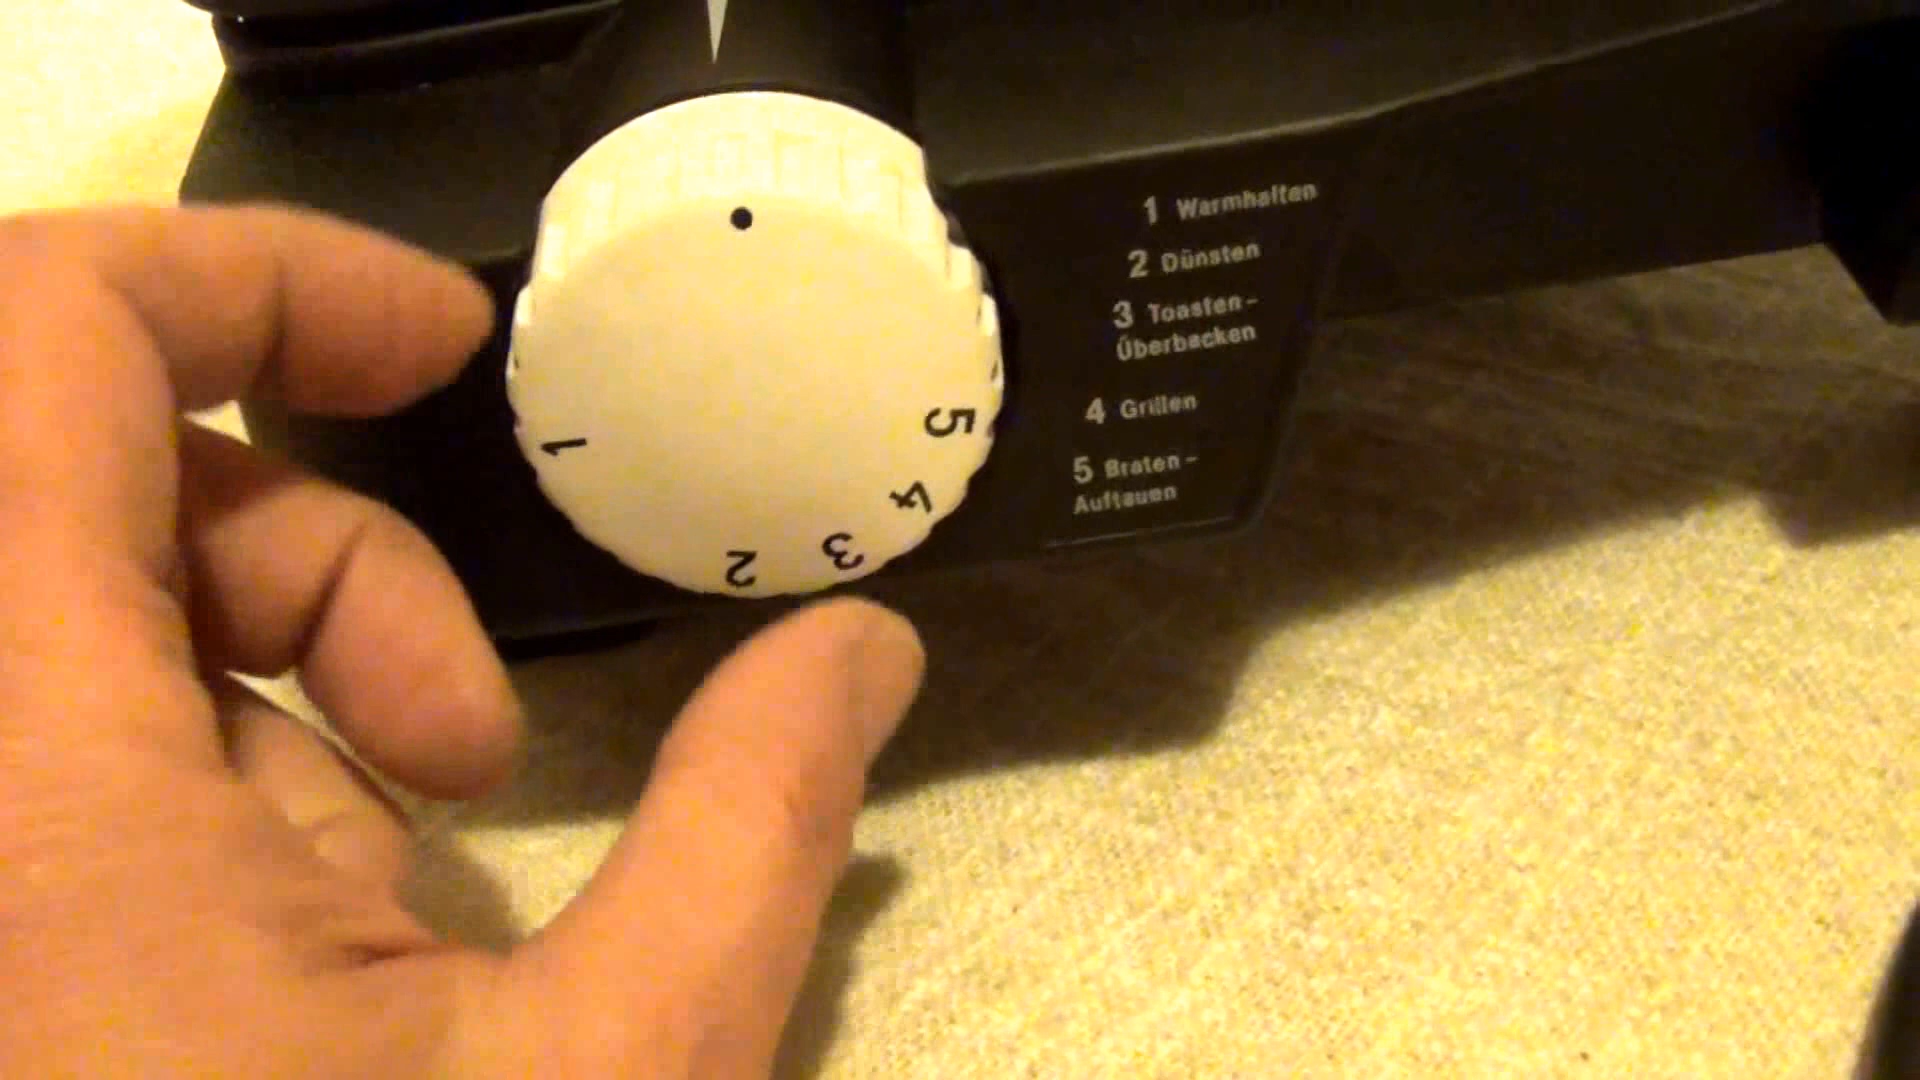 1 Warmhalten
2 Dünsten
3 Toasten-
Überbacken
4 Grillen
5 Braten-
Auftauen
1
2
3
4
5